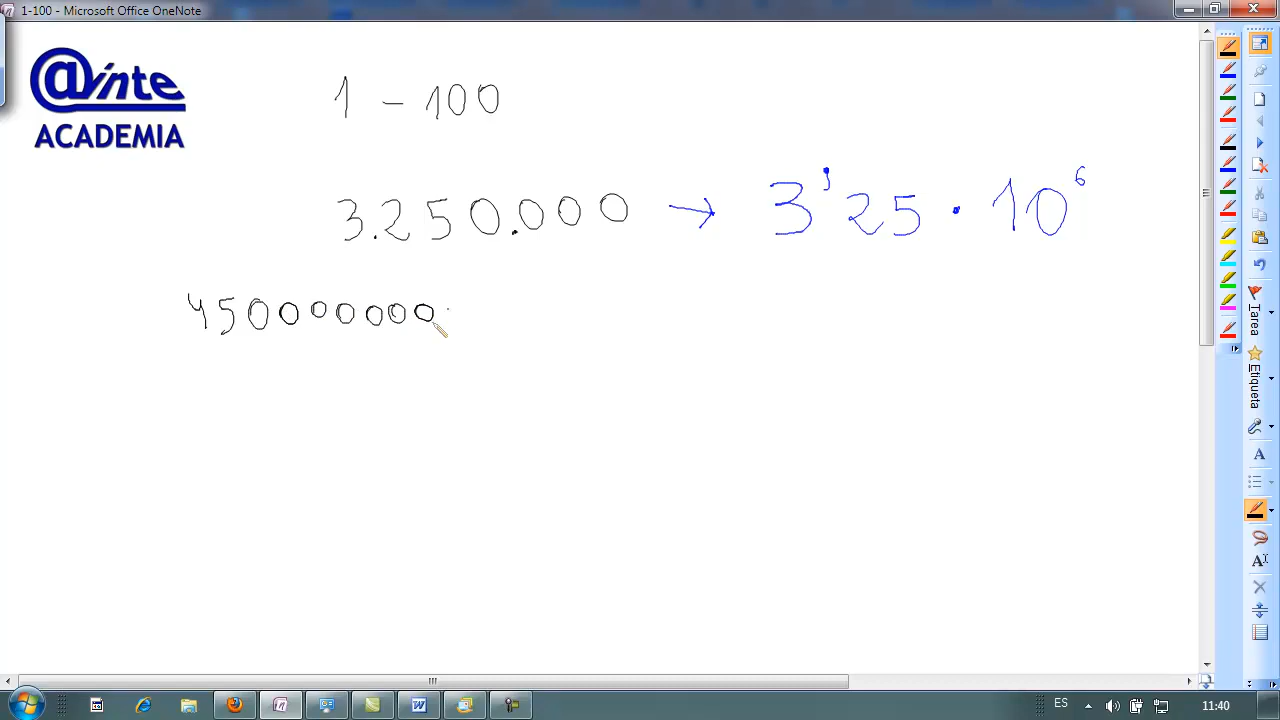 1-100 - Microsoft Office OneNote
@inte
ACADEMIA
1 - 100
3.250.000 → 3'25 · 10⁶
450000000
Tarea
Etiqueta
A
A
ES
11:40